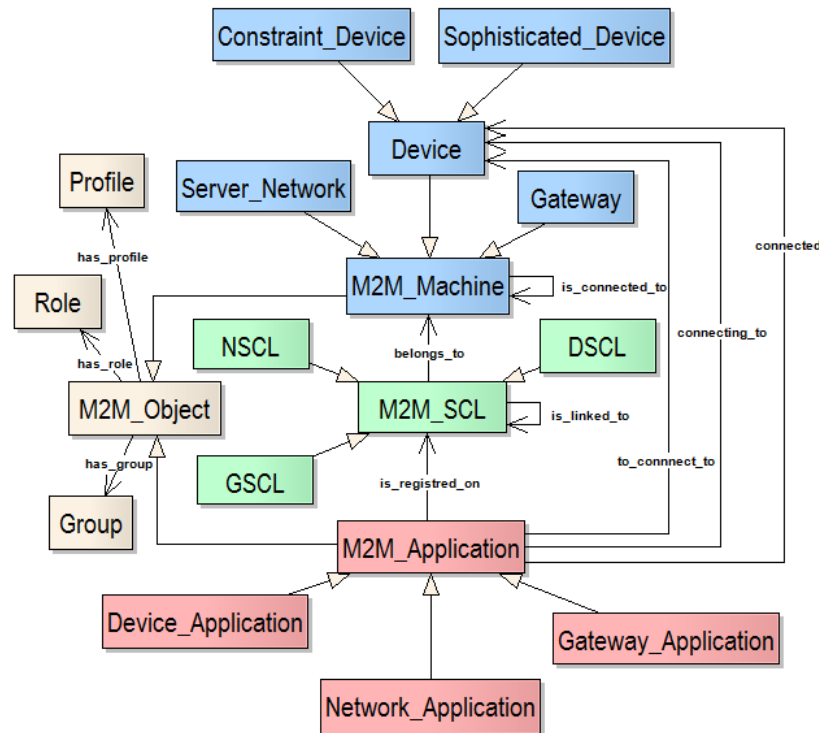 Constraint_Device
Sophisticated_Device
Device
Profile
Server_Network
Gateway
connected
has_profile
M2M_Machine
is_connected_to
Role
connecting_to
NSCL
belongs_to
DSCL
has_role
M2M_Object
M2M_SCL
is_linked_to
has_group
to_connnect_to
GSCL
is_registred_on
Group
M2M_Application
Device_Application
Gateway_Application
Network_Application